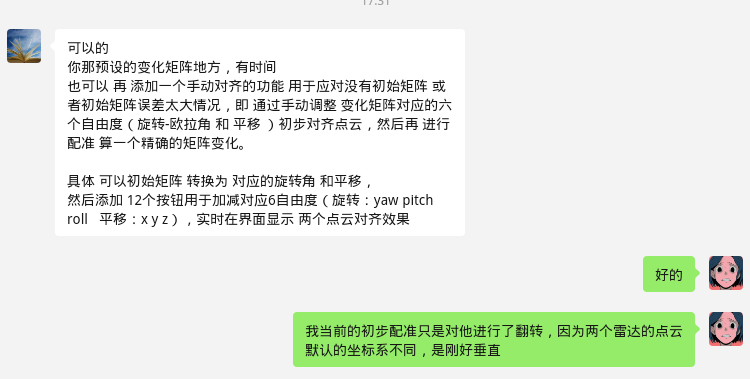 17:31
可以的
你那预设的变化矩阵地方，有时间
也可以 再 添加一个手动对齐的功能 用于应对没有初始矩阵 或
者初始矩阵误差太大情况，即 通过手动调整 变化矩阵对应的六
个自由度（旋转-欧拉角 和 平移 ）初步对齐点云，然后再 进行
配准 算一个精确的矩阵变化。
具体 可以初始矩阵 转换为 对应的旋转角 和平移，
然后添加 12个按钮用于加减对应6自由度（旋转：yaw pitch
roll 平移：x y z），实时在界面显示 两个点云对齐效果
好的
我当前的初步配准只是对他进行了翻转，因为两个雷达的点云
默认的坐标系不同，是刚好垂直